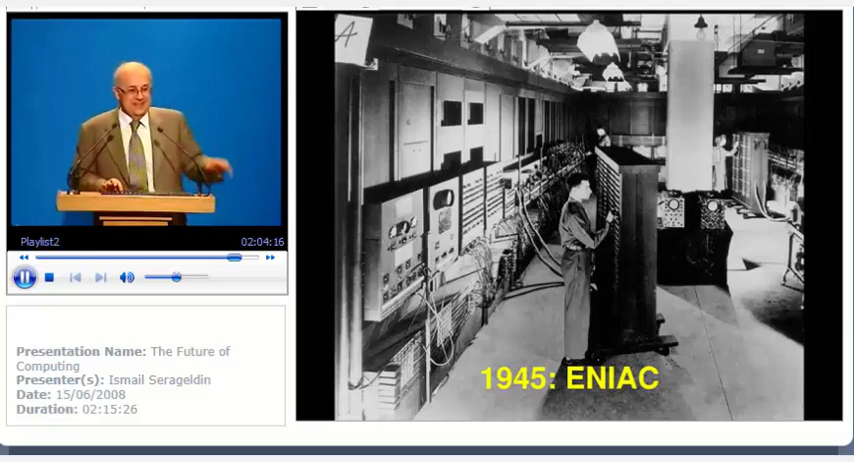 A
Playlist2 02:04:16
1945: ENIAC
Presentation Name: The Future of
Computing
Presenter(s): Ismail Serageldin
Date: 15/06/2008
Duration: 02:15:26